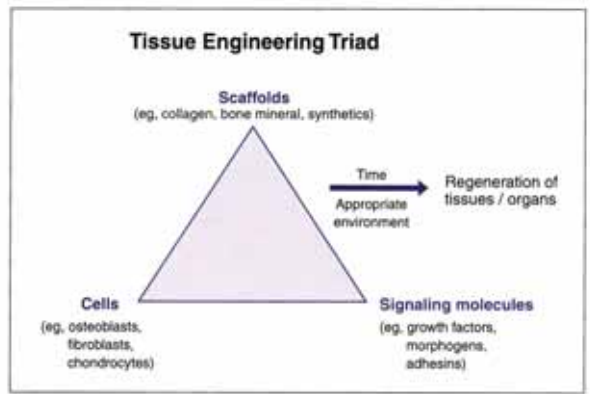 Tissue Engineering Triad
Scaffolds
(eg, collagen, bone mineral, synthetics)
Time
Appropriate
environment
Regeneration of
tissues / organs
Cells
(eg, osteoblasts,
fibroblasts,
chondrocytes)
Signaling molecules
(eg, growth factors,
morphogens,
adhesins)